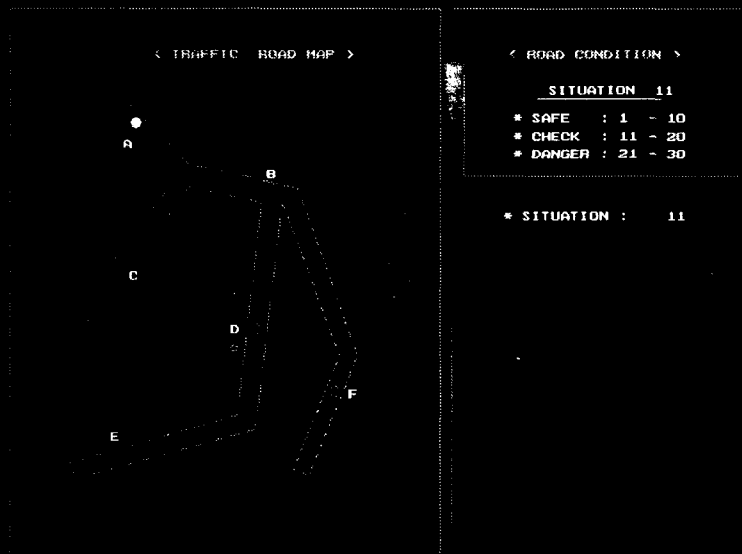 < TRAFFIC ROAD MAP >
A
B
C
D
F
E
< ROAD CONDITION >
SITUATION 11
* SAFE : 1 - 10
* CHECK : 11 - 20
* DANGER : 21 - 30
* SITUATION : 11